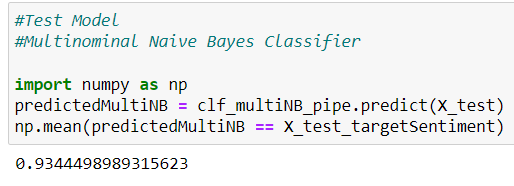 #Test Model
#Multinominal Naive Bayes Classifier
import numpy as np
predictedMultiNB = clf_multiNB_pipe.predict(X_test)
np.mean(predictedMultiNB == X_test_targetSentiment)
0.9344498989315623